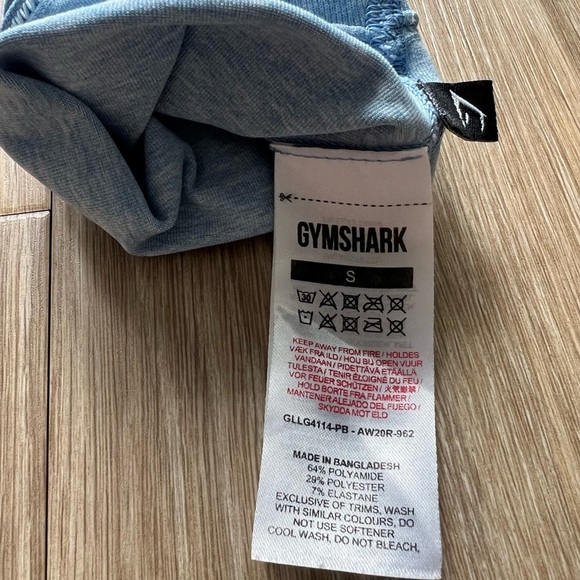 GYMSHARK
S
30
KEEP AWAY FROM FIRE / HOLDES
VÆK FRA ILD / HOU BIJ OPEN VUUR
VANDAAN / PIDETTÄVÄ ETÄÄLLÄ
TULESTA / TENIR ÉLOIGNÉ DU FEU /
VOR FEUER SCHÜTZEN / 火気厳禁 /
HOLD BORTE FRA FLAMMER /
MANTENER ALEJADO DEL FUEGO /
SKYDDA MOT ELD
GLLG4114-PB - AW20R-962
MADE IN BANGLADESH
64% POLYAMIDE
29% POLYESTER
7% ELASTANE
EXCLUSIVE OF TRIMS, WASH
WITH SIMILAR COLOURS, DO
NOT USE SOFTENER
COOL WASH, DO NOT BLEACH,